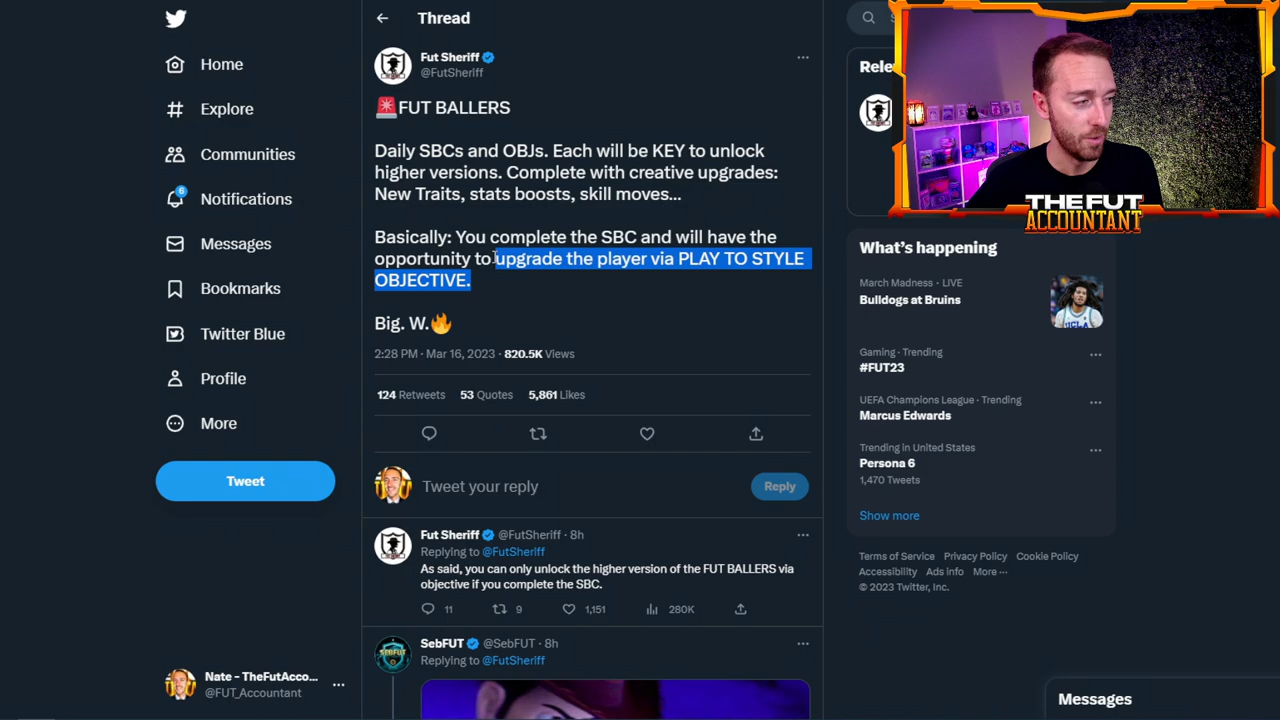 Thread
Home
Explore
Communities
6
Notifications
Messages
Bookmarks
Twitter Blue
Profile
More
Tweet
Nate - TheFutAcco...
@FUT_Accountant
Fut Sheriff
@FutSheriff
🚨FUT BALLERS
Daily SBCs and OBJs. Each will be KEY to unlock
higher versions. Complete with creative upgrades:
New Traits, stats boosts, skill moves...
Basically: You complete the SBC and will have the
opportunity to upgrade the player via PLAY TO STYLE
OBJECTIVE.
Big. W.🔥
2:28 PM · Mar 16, 2023 · 820.5K Views
124 Retweets 53 Quotes 5,861 Likes
Tweet your reply
Reply
Fut Sheriff @FutSheriff · 8h
Replying to @FutSheriff
As said, you can only unlock the higher version of the FUT BALLERS via
objective if you complete the SBC.
11 9 1,151 280K
SebFUT @SebFUT · 8h
Replying to @FutSheriff
SEBFUT
THE FUT
ACCOUNTANT
What's happening
March Madness · LIVE
Bulldogs at Bruins
UCLA
Gaming · Trending
#FUT23
UEFA Champions League · Trending
Marcus Edwards
Trending in United States
Persona 6
1,470 Tweets
Show more
Terms of Service Privacy Policy Cookie Policy
Accessibility Ads info More ···
© 2023 Twitter, Inc.
Messages